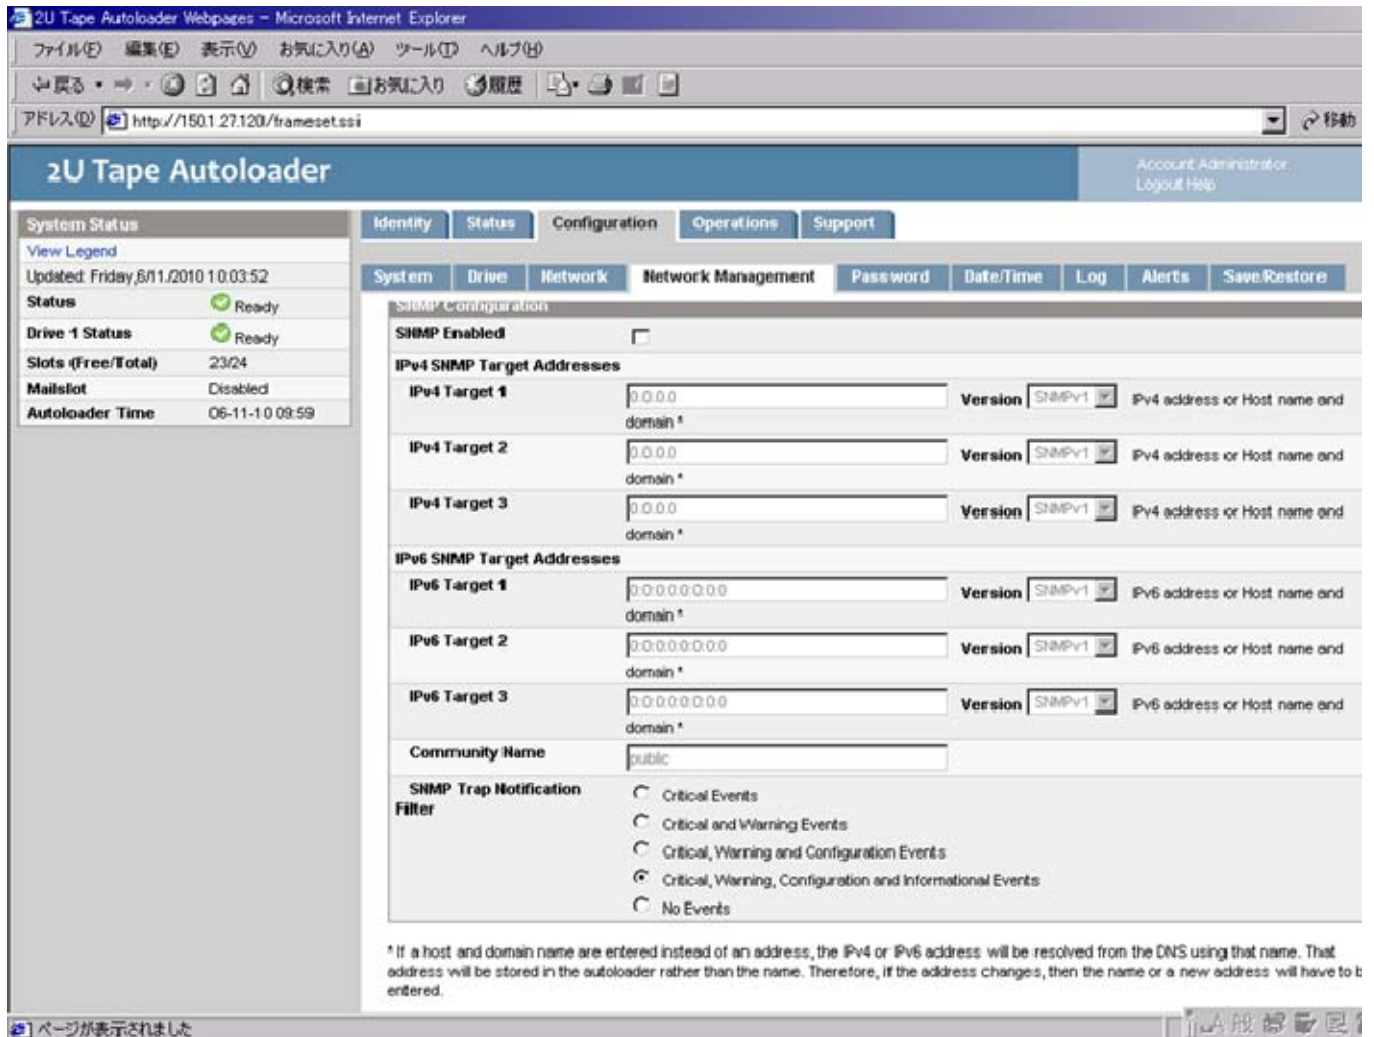 2U Tape Autoloader Webpages - Microsoft Internet Explorer
ファイル(F) 編集(E) 表示(V) お気に入り(A) ツール(T) ヘルプ(H)
戻る 検索 お気に入り 履歴
アドレス(D) http://150.1.27.120/frameset.ssi 移動
2U Tape Autoloader
Account Administrator
Logout Help
System Status
View Legend
Updated: Friday,6/11/2010 10:03:52
Status Ready
Drive 1 Status Ready
Slots (Free/Total) 23/24
Mailslot Disabled
Autoloader Time 06-11-10 09:59
Identity Status Configuration Operations Support
System Drive Network Network Management Password Date/Time Log Alerts Save/Restore
SNMP Configuration
SNMP Enabled
IPv4 SNMP Target Addresses
IPv4 Target 1 0.0.0.0 Version SNMPv1 IPv4 address or Host name and
domain *
IPv4 Target 2 0.0.0.0 Version SNMPv1 IPv4 address or Host name and
domain *
IPv4 Target 3 0.0.0.0 Version SNMPv1 IPv4 address or Host name and
domain *
IPv6 SNMP Target Addresses
IPv6 Target 1 0:0:0:0:0:0:0:0 Version SNMPv1 IPv6 address or Host name and
domain *
IPv6 Target 2 0:0:0:0:0:0:0:0 Version SNMPv1 IPv6 address or Host name and
domain *
IPv6 Target 3 0:0:0:0:0:0:0:0 Version SNMPv1 IPv6 address or Host name and
domain *
Community Name public
SNMP Trap Notification
Filter
Critical Events
Critical and Warning Events
Critical, Warning and Configuration Events
Critical, Warning, Configuration and Informational Events
No Events
* If a host and domain name are entered instead of an address, the IPv4 or IPv6 address will be resolved from the DNS using that name. That
address will be stored in the autoloader rather than the name. Therefore, if the address changes, then the name or a new address will have to b
entered.
ページが表示されました
A 般